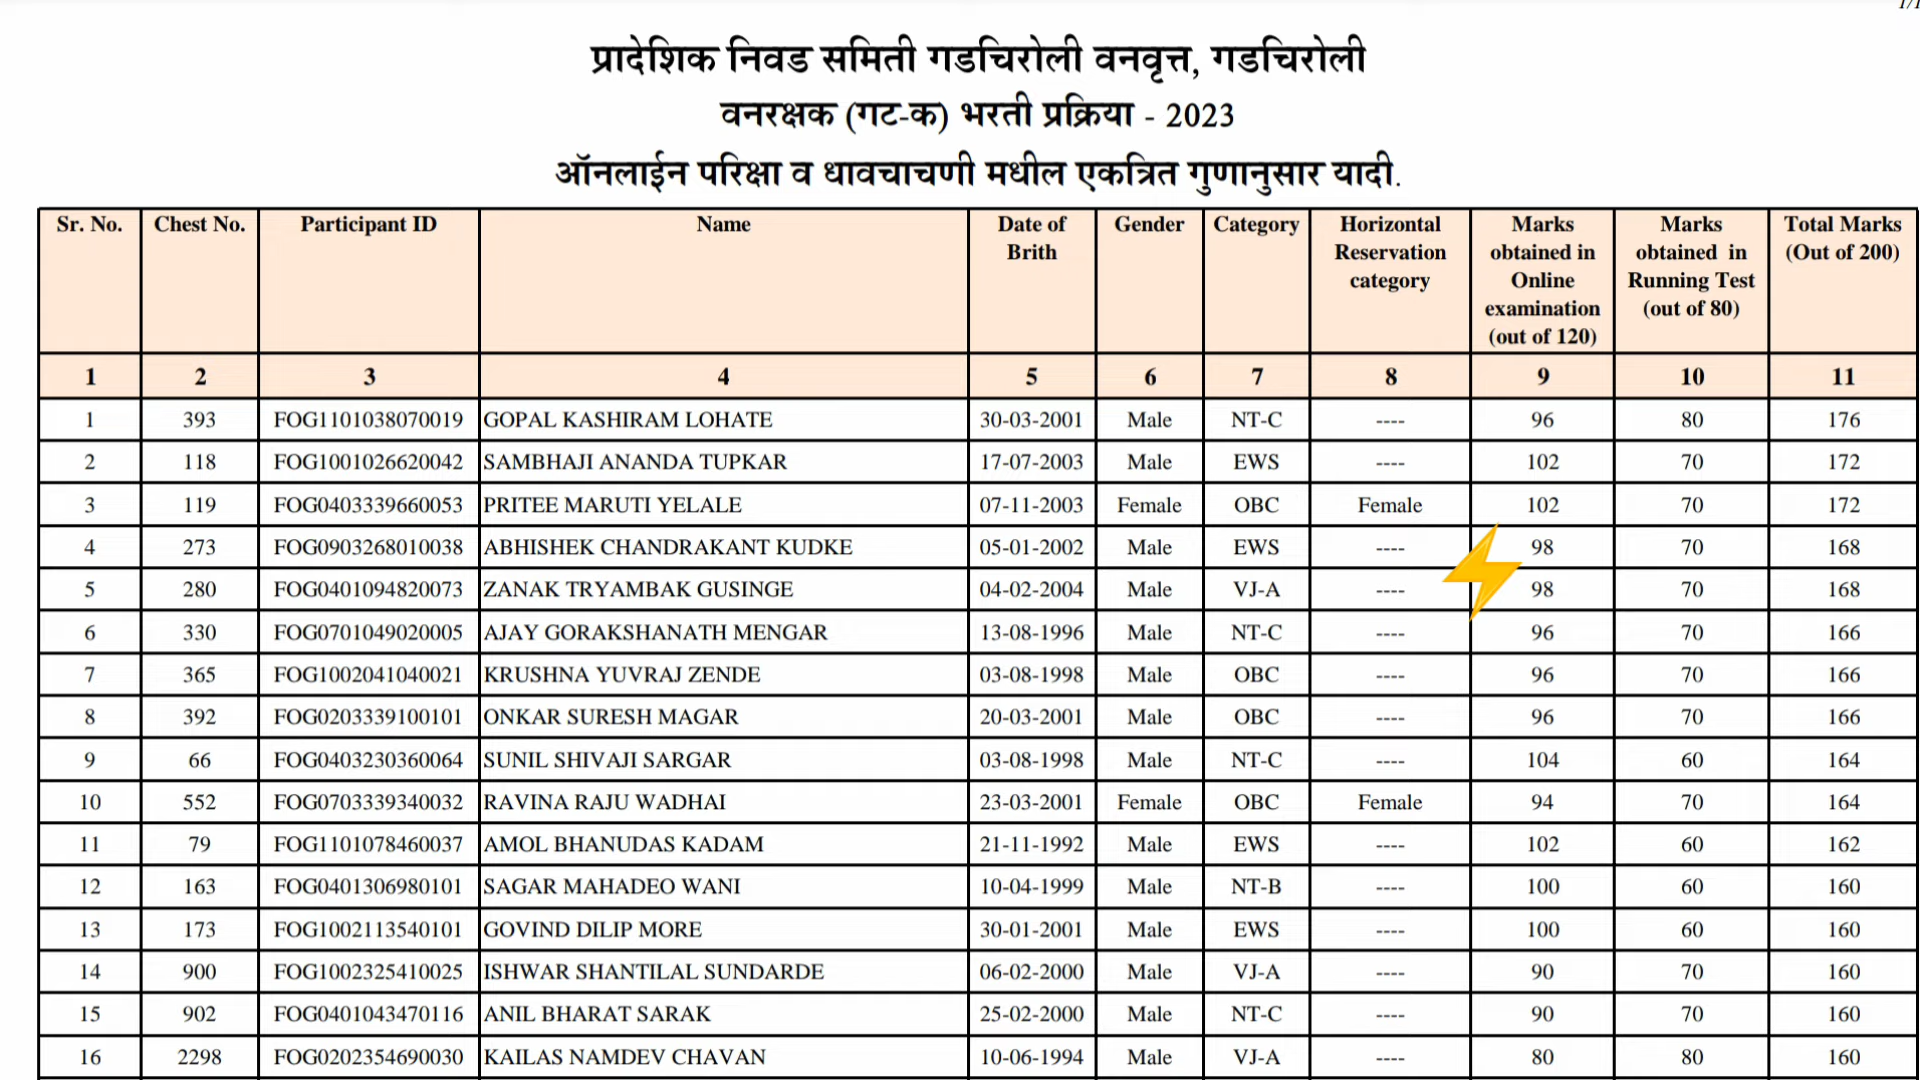 प्रादेशिक निवड समिती गडचिरोली वनवृत्त, गडचिरोली
वनरक्षक (गट-क) भरती प्रक्रिया - 2023
ऑनलाईन परिक्षा व धावचाचणी मधील एकत्रित गुणानुसार यादी.
Sr. No. Chest No. Participant ID Name Date of Brith Gender Category Horizontal Reservation category Marks obtained in Online examination (out of 120) Marks obtained in Running Test (out of 80) Total Marks (Out of 200)
1 2 3 4 5 6 7 8 9 10 11
1 393 FOG1101038070019 GOPAL KASHIRAM LOHATE 30-03-2001 Male NT-C ---- 96 80 176
2 118 FOG1001026620042 SAMBHAJI ANANDA TUPKAR 17-07-2003 Male EWS ---- 102 70 172
3 119 FOG0403339660053 PRITEE MARUTI YELALE 07-11-2003 Female OBC Female 102 70 172
4 273 FOG0903268010038 ABHISHEK CHANDRAKANT KUDKE 05-01-2002 Male EWS ---- 98 70 168
5 280 FOG0401094820073 ZANAK TRYAMBAK GUSINGE 04-02-2004 Male VJ-A ---- 98 70 168
6 330 FOG0701049020005 AJAY GORAKSHANATH MENGAR 13-08-1996 Male NT-C ---- 96 70 166
7 365 FOG1002041040021 KRUSHNA YUVRAJ ZENDE 03-08-1998 Male OBC ---- 96 70 166
8 392 FOG0203339100101 ONKAR SURESH MAGAR 20-03-2001 Male OBC ---- 96 70 166
9 66 FOG0403230360064 SUNIL SHIVAJI SARGAR 03-08-1998 Male NT-C ---- 104 60 164
10 552 FOG0703339340032 RAVINA RAJU WADHAI 23-03-2001 Female OBC Female 94 70 164
11 79 FOG1101078460037 AMOL BHANUDAS KADAM 21-11-1992 Male EWS ---- 102 60 162
12 163 FOG0401306980101 SAGAR MAHADEO WANI 10-04-1999 Male NT-B ---- 100 60 160
13 173 FOG1002113540101 GOVIND DILIP MORE 30-01-2001 Male EWS ---- 100 60 160
14 900 FOG1002325410025 ISHWAR SHANTILAL SUNDARDE 06-02-2000 Male VJ-A ---- 90 70 160
15 902 FOG0401043470116 ANIL BHARAT SARAK 25-02-2000 Male NT-C ---- 90 70 160
16 2298 FOG0202354690030 KAILAS NAMDEV CHAVAN 10-06-1994 Male VJ-A ---- 80 80 160